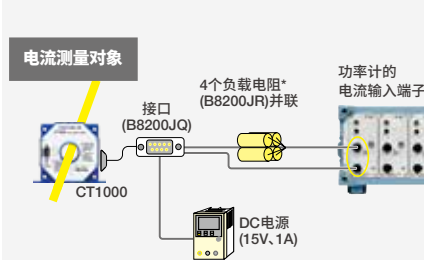 电流测量对象
4个负载电阻*
(B8200JR)并联
功率计的
电流输入端子
接口
(B8200JQ)
CT1000
DC电源
(15V、1A)